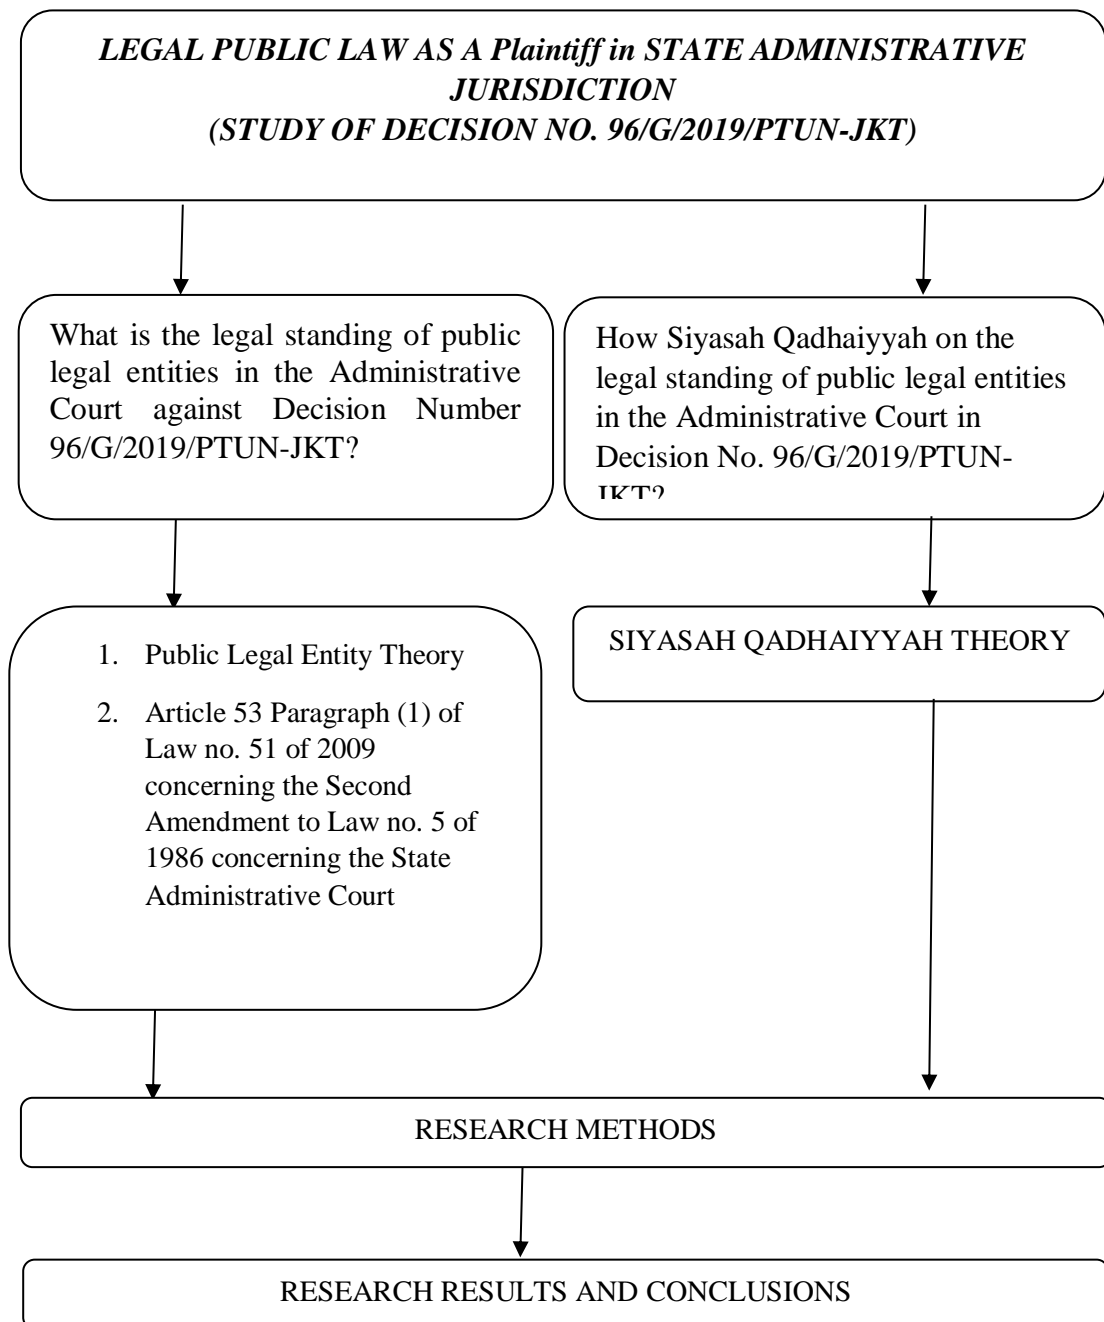 LEGAL PUBLIC LAW AS A Plaintiff in STATE ADMINISTRATIVE
JURISDICTION
(STUDY OF DECISION NO. 96/G/2019/PTUN-JKT)
What is the legal standing of public
legal entities in the Administrative
Court against Decision Number
96/G/2019/PTUN-JKT?
How Siyasah Qadhaiyyah on the
legal standing of public legal entities
in the Administrative Court in
Decision No. 96/G/2019/PTUN-
JKT?
1. Public Legal Entity Theory
2. Article 53 Paragraph (1) of
Law no. 51 of 2009
concerning the Second
Amendment to Law no. 5 of
1986 concerning the State
Administrative Court
SIYASAH QADHAIYYAH THEORY
RESEARCH METHODS
RESEARCH RESULTS AND CONCLUSIONS